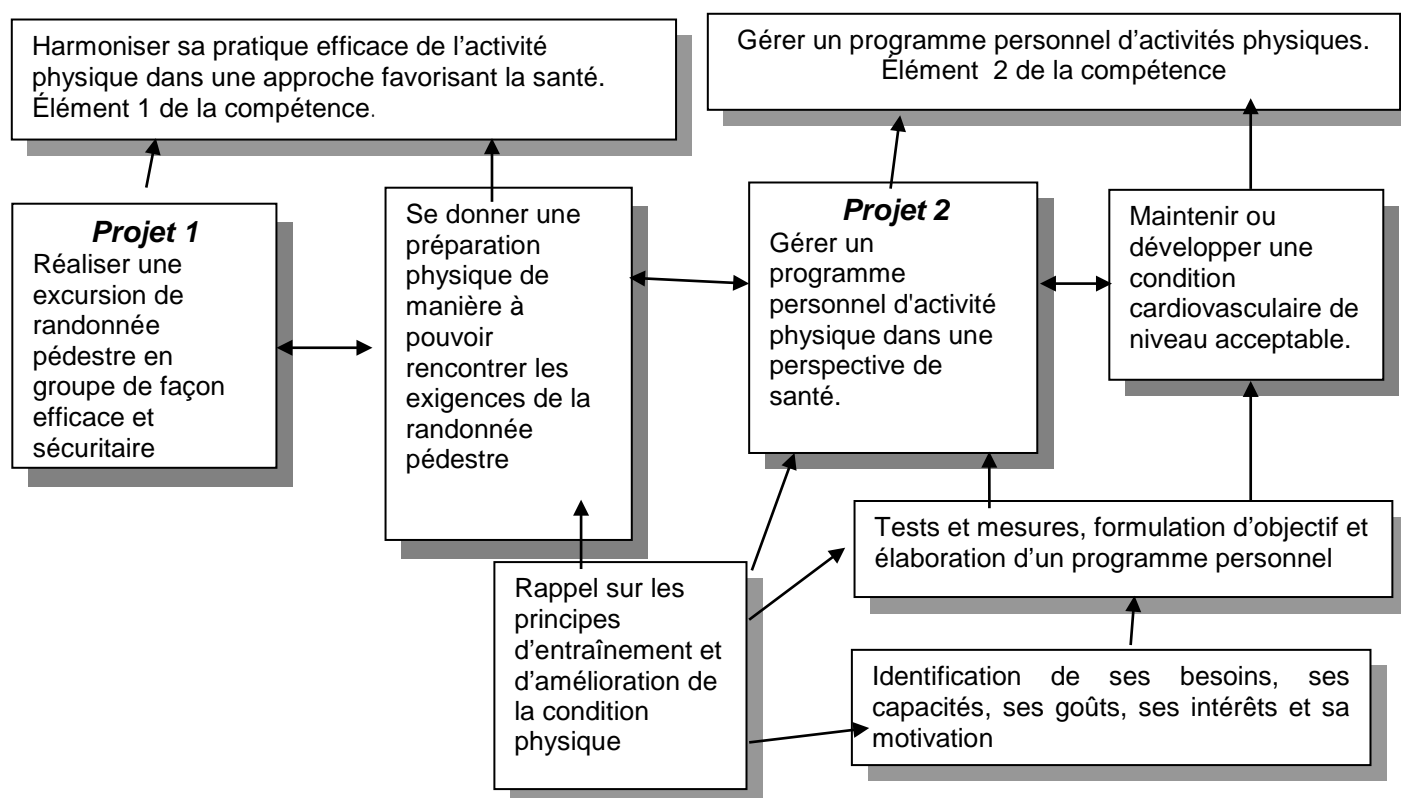 Harmoniser sa pratique efficace de l’activité
physique dans une approche favorisant la santé.
Élément 1 de la compétence.
Gérer un programme personnel d’activités physiques.
Élément 2 de la compétence
Projet 1
Réaliser une
excursion de
randonnée
pédestre en
groupe de façon
efficace et
sécuritaire
Se donner une
préparation
physique de
manière à
pouvoir
rencontrer les
exigences de la
randonnée
pédestre
Projet 2
Gérer un
programme
personnel d'activité
physique dans une
perspective de
santé.
Maintenir ou
développer une
condition
cardiovasculaire de
niveau acceptable.
Tests et mesures, formulation d’objectif et
élaboration d’un programme personnel
Rappel sur les
principes
d’entraînement et
d’amélioration de
la condition
physique
Identification de ses besoins, ses
capacités, ses goûts, ses intérêts et sa
motivation